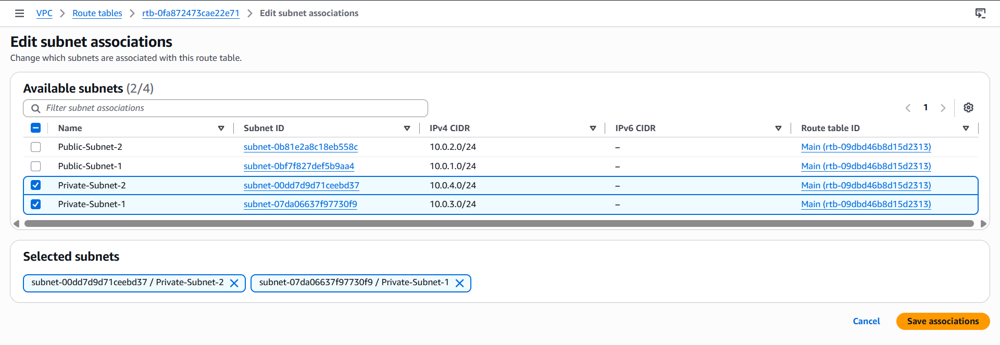 VPC > Route tables > rtb-0fa872473cae22e71 > Edit subnet associations
Edit subnet associations
Change which subnets are associated with this route table.
Available subnets (2/4)
Filter subnet associations
1
Name Subnet ID IPv4 CIDR IPv6 CIDR Route table ID
Public-Subnet-2 subnet-0b81e2a8c18eb558c 10.0.2.0/24 – Main (rtb-09dbd46b8d15d2313)
Public-Subnet-1 subnet-0bf7f827def5b9aa4 10.0.1.0/24 – Main (rtb-09dbd46b8d15d2313)
Private-Subnet-2 subnet-00dd7d9d71ceebd37 10.0.4.0/24 – Main (rtb-09dbd46b8d15d2313)
Private-Subnet-1 subnet-07da06637f97730f9 10.0.3.0/24 – Main (rtb-09dbd46b8d15d2313)
Selected subnets
subnet-00dd7d9d71ceebd37 / Private-Subnet-2 subnet-07da06637f97730f9 / Private-Subnet-1
Cancel Save associations